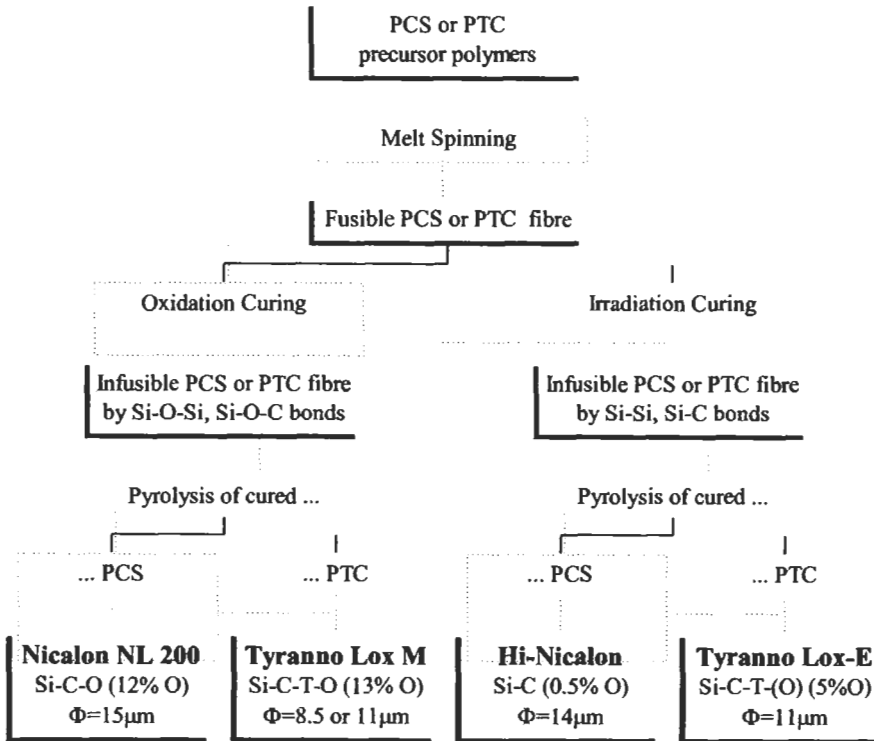 PCS or PTC
precursor polymers
Melt Spinning
Fusible PCS or PTC fibre
Oxidation Curing
Irradiation Curing
Infusible PCS or PTC fibre
by Si-O-Si, Si-O-C bonds
Infusible PCS or PTC fibre
by Si-Si, Si-C bonds
Pyrolysis of cured ...
Pyrolysis of cured ...
... PCS
... PTC
... PCS
... PTC
Nicalon NL 200
Si-C-O (12% O)
Φ=15µm
Tyranno Lox M
Si-C-T-O (13% O)
Φ=8.5 or 11µm
Hi-Nicalon
Si-C (0.5% O)
Φ=14µm
Tyranno Lox-E
Si-C-T-(O) (5%O)
Φ=11µm